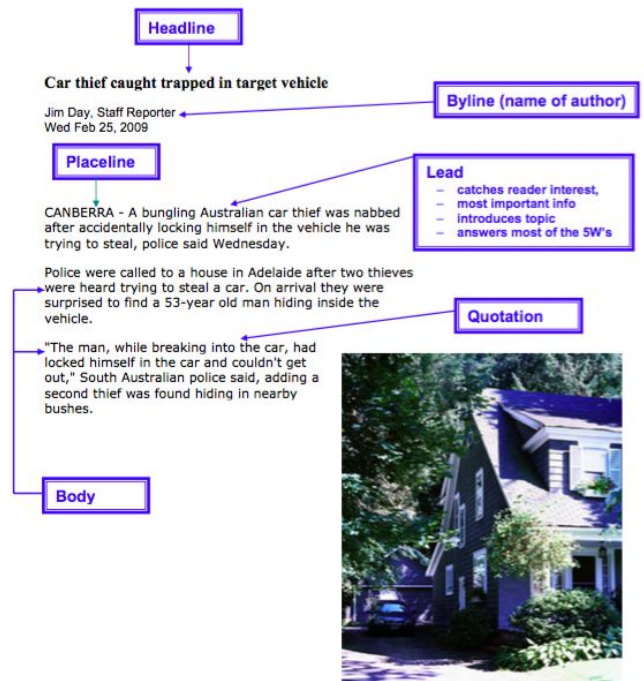 Headline
Car thief caught trapped in target vehicle
Byline (name of author)
Jim Day, Staff Reporter
Wed Feb 25, 2009
Placeline
Lead
– catches reader interest,
– most important info
– introduces topic
– answers most of the 5W's
CANBERRA - A bungling Australian car thief was nabbed
after accidentally locking himself in the vehicle he was
trying to steal, police said Wednesday.
Police were called to a house in Adelaide after two thieves
were heard trying to steal a car. On arrival they were
surprised to find a 53-year old man hiding inside the
vehicle.
Quotation
"The man, while breaking into the car, had
locked himself in the car and couldn't get
out," South Australian police said, adding a
second thief was found hiding in nearby
bushes.
Body